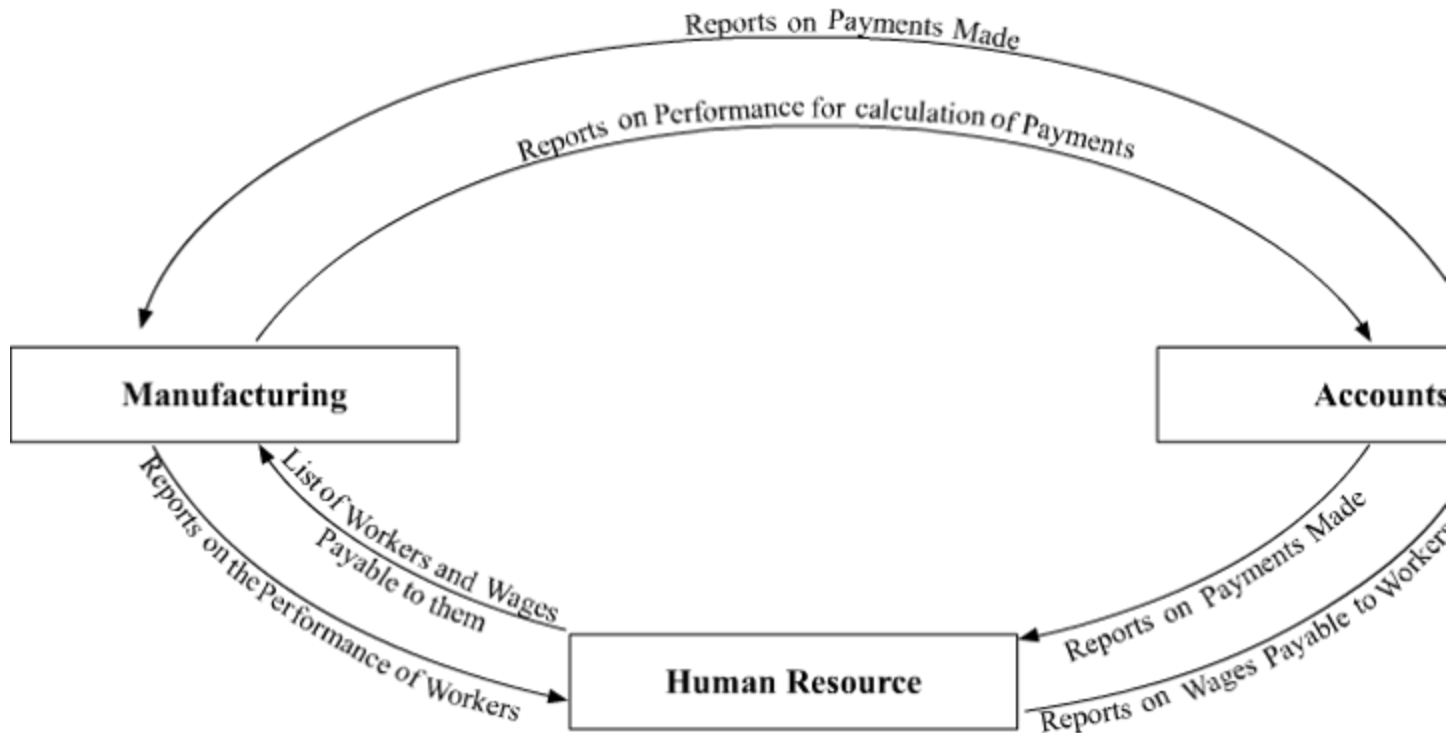 Reports on Payments Made
Reports on Performance for calculation of Payments
Manufacturing
Accounts
List of Workers and Wages
Payable to them
Reports on the Performance of Workers
Reports on Payments Made
Reports on Wages Payable to Workers
Human Resource